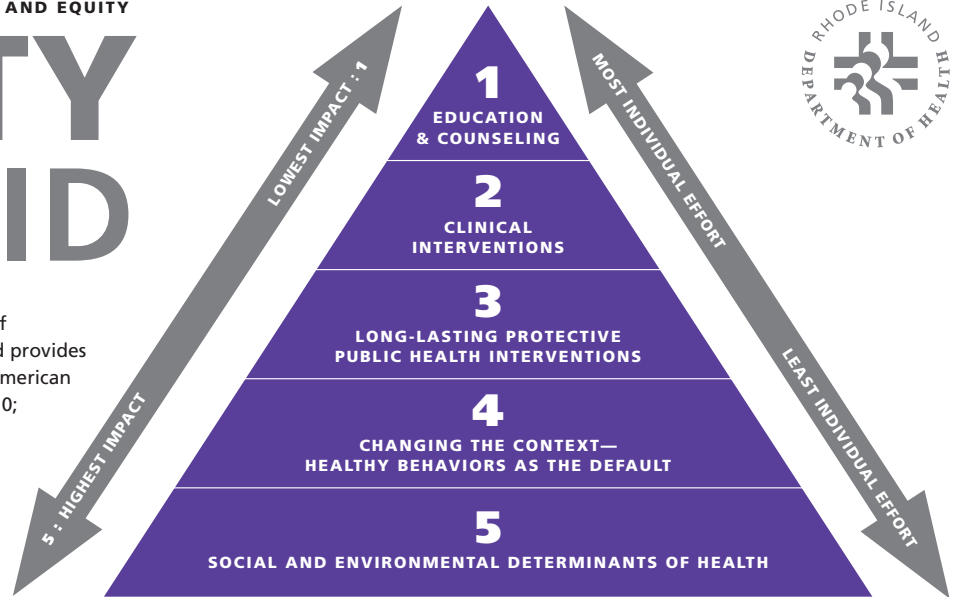 AND EQUITY
TY
ID
f
d provides
merican
0;
LOWEST IMPACT : 1
5 : HIGHEST IMPACT
1
EDUCATION
& COUNSELING
2
CLINICAL
INTERVENTIONS
3
LONG-LASTING PROTECTIVE
PUBLIC HEALTH INTERVENTIONS
4
CHANGING THE CONTEXT—
HEALTHY BEHAVIORS AS THE DEFAULT
5
SOCIAL AND ENVIRONMENTAL DETERMINANTS OF HEALTH
MOST INDIVIDUAL EFFORT
LEAST INDIVIDUAL EFFORT
RHODE ISLAND
DEPARTMENT OF HEALTH